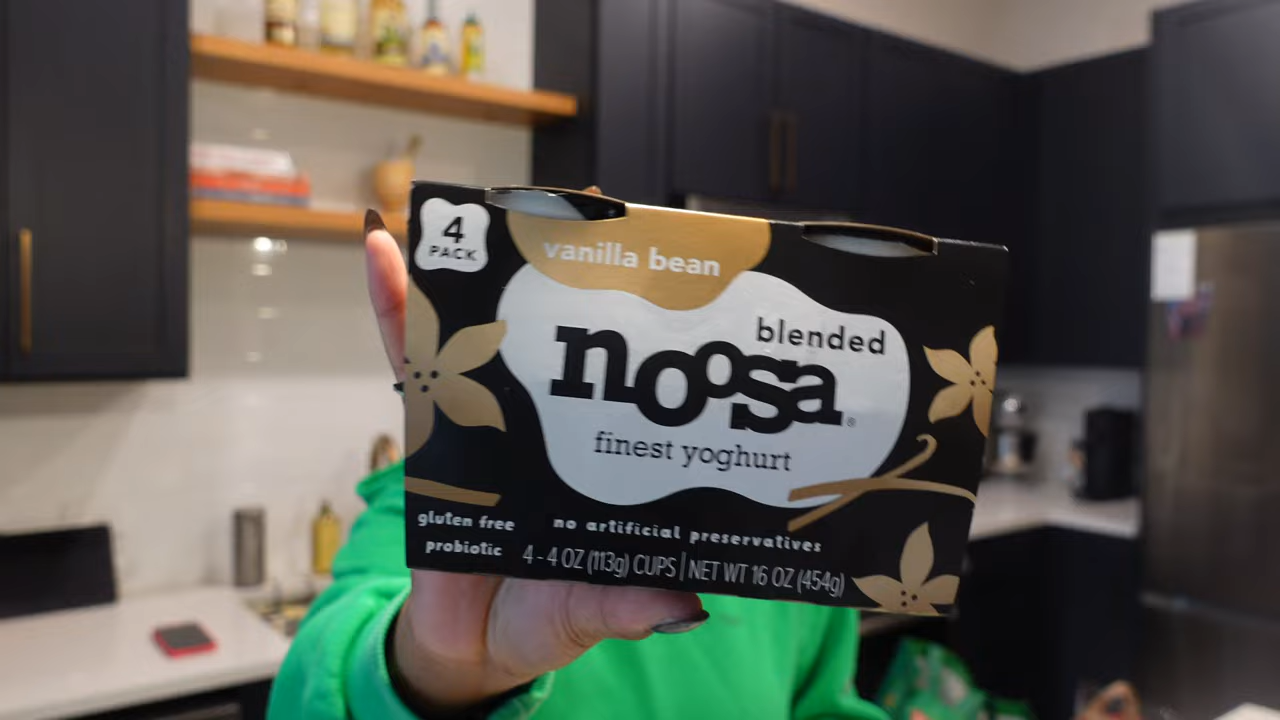 4
PACK
vanilla bean
blended
noosa®
finest yoghurt
gluten free
probiotic
no artificial preservatives
4 - 4 OZ (113g) CUPS | NET WT 16 OZ (454g)